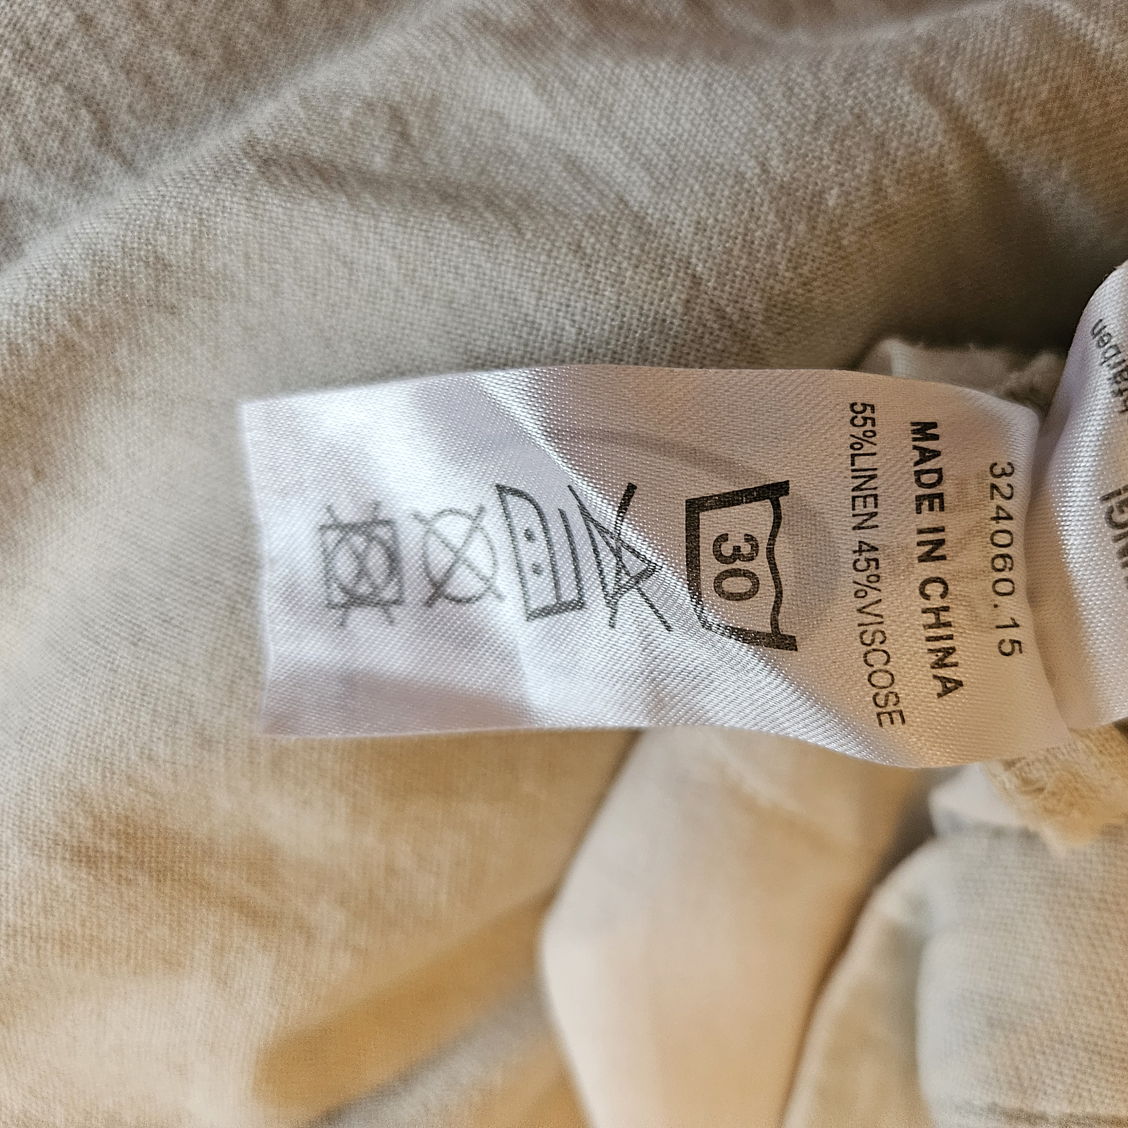 324060.15
MADE IN CHINA
55%LINEN 45%VISCOSE
30